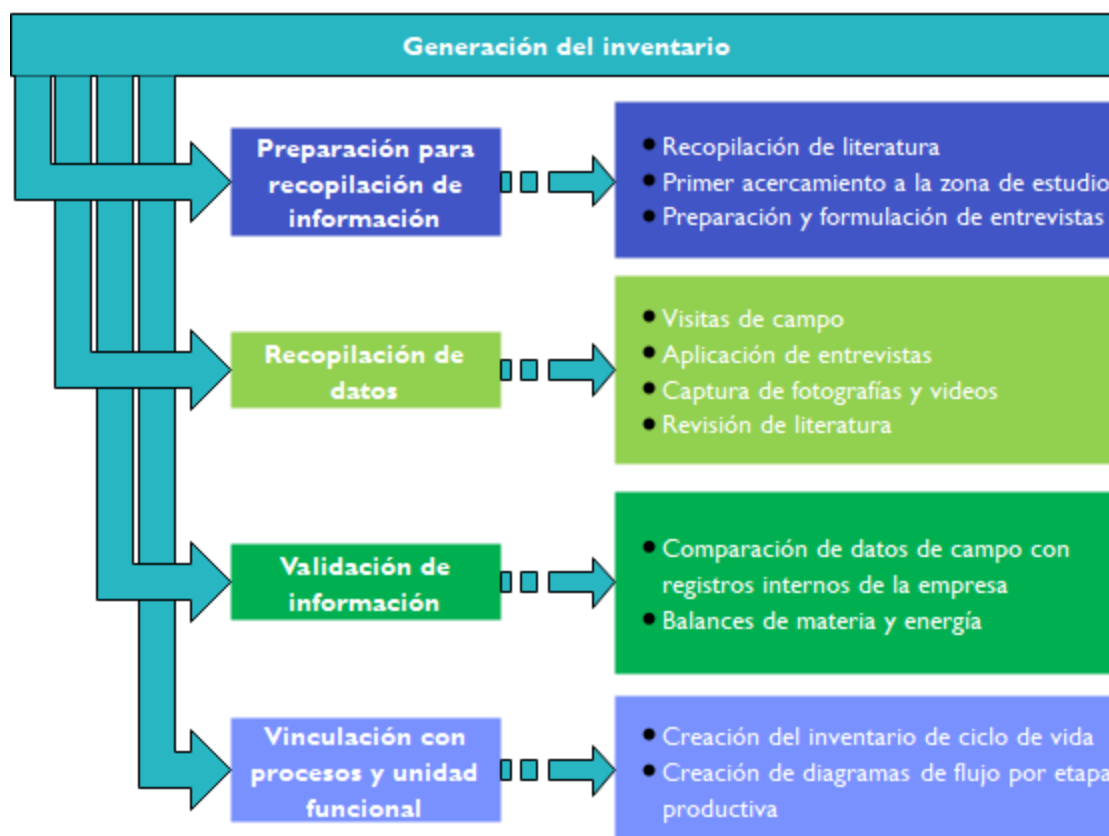 Generación del inventario
Preparación para
recopilación de
información
● Recopilación de literatura
● Primer acercamiento a la zona de estudio
● Preparación y formulación de entrevistas
Recopilación de
datos
● Visitas de campo
● Aplicación de entrevistas
● Captura de fotografías y videos
● Revisión de literatura
Validación de
información
● Comparación de datos de campo con
registros internos de la empresa
● Balances de materia y energía
Vinculación con
procesos y unidad
funcional
● Creación del inventario de ciclo de vida
● Creación de diagramas de flujo por etapa
productiva